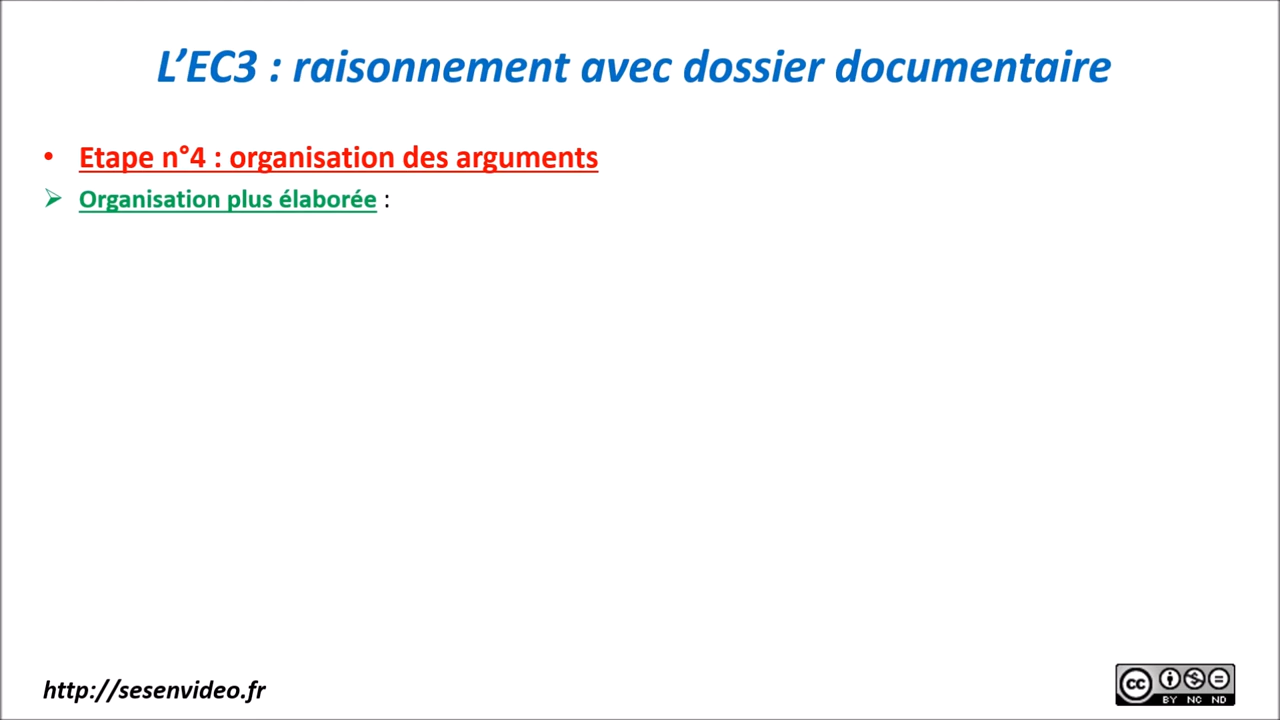 L’EC3 : raisonnement avec dossier documentaire
• Etape n°4 : organisation des arguments
➢ Organisation plus élaborée :
http://sesenvideo.fr
cc
BY NC ND